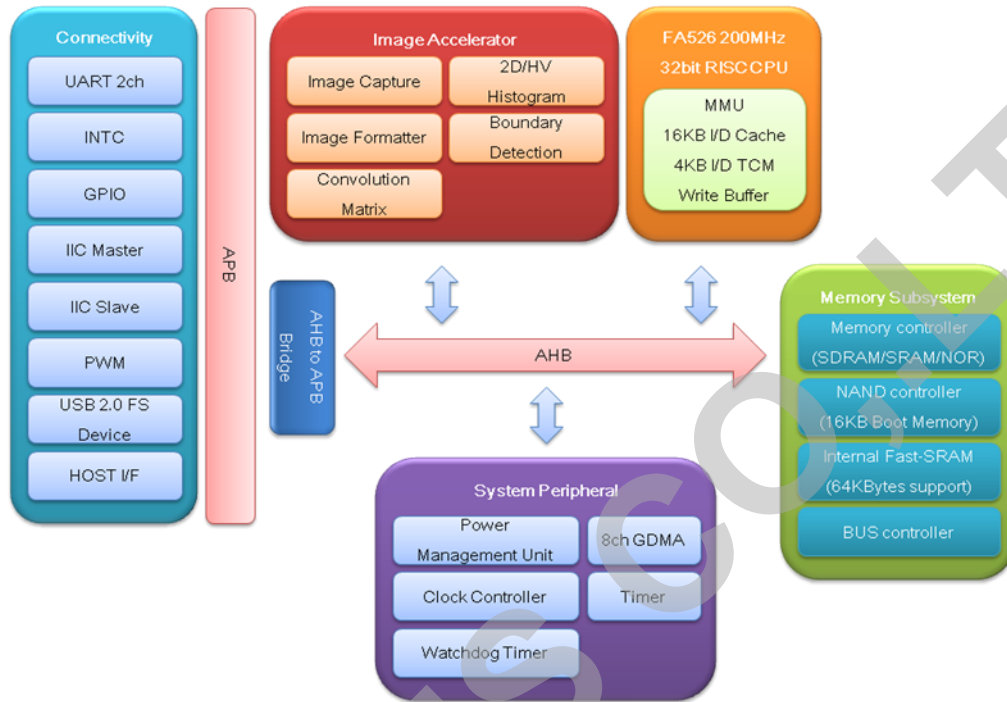 Connectivity
UART 2ch
INTC
GPIO
IIC Master
IIC Slave
PWM
USB 2.0 FS
Device
HOST I/F
APB
Image Accelerator
Image Capture
2D/HV
Histogram
Image Formatter
Boundary
Detection
Convolution
Matrix
FA526 200MHz
32bit RISC CPU
MMU
16KB I/D Cache
4KB I/D TCM
Write Buffer
AHB to APB
Bridge
AHB
Memory Subsystem
Memory controller
(SDRAM/SRAM/NOR)
NAND controller
(16KB Boot Memory)
Internal Fast-SRAM
(64KBytes support)
BUS controller
System Peripheral
Power
Management Unit
8ch GDMA
Clock Controller
Timer
Watchdog Timer